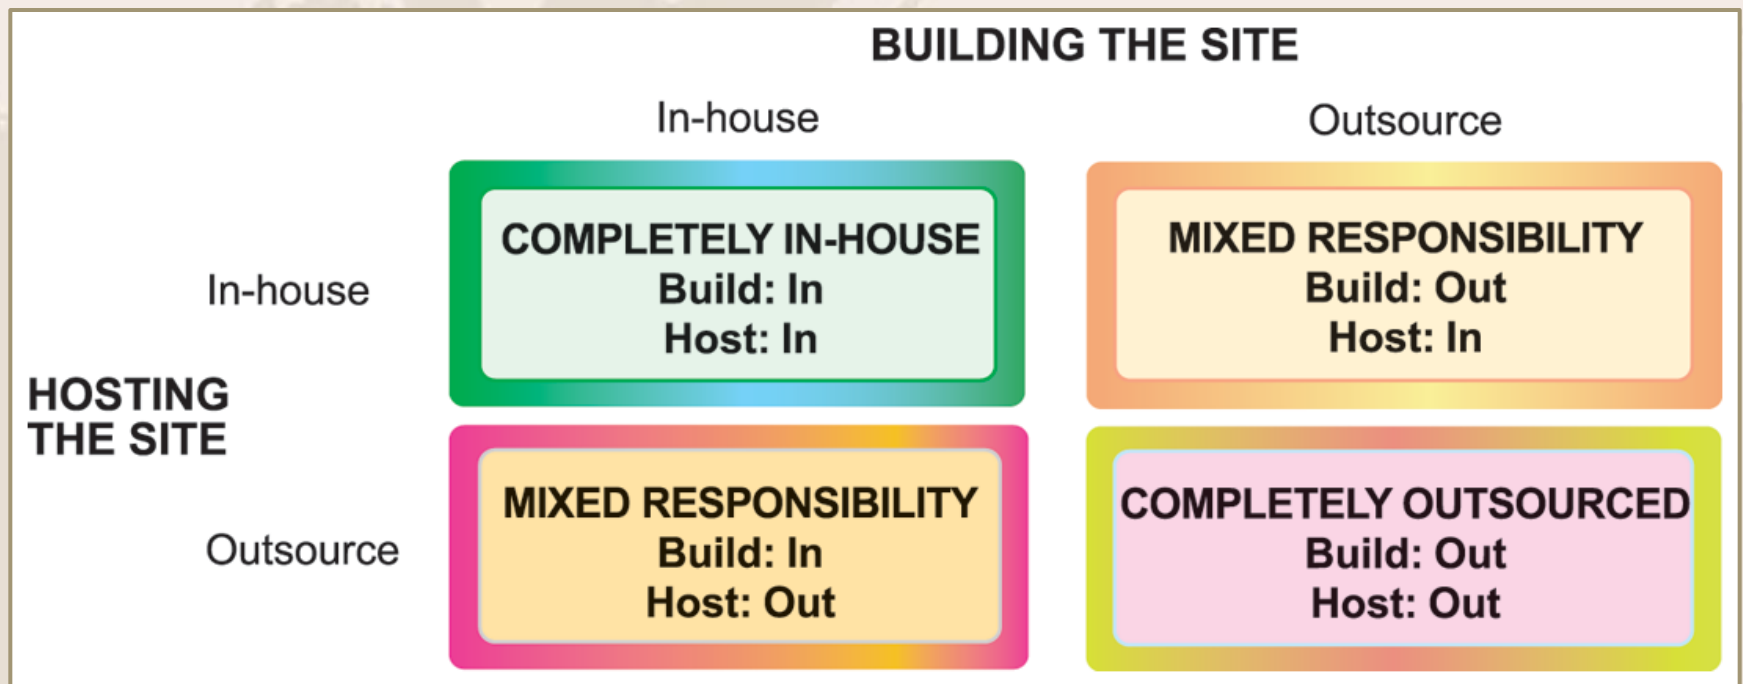 BUILDING THE SITE
In-house
Outsource
In-house
COMPLETELY IN-HOUSE
Build: In
Host: In
MIXED RESPONSIBILITY
Build: Out
Host: In
HOSTING
THE SITE
Outsource
MIXED RESPONSIBILITY
Build: In
Host: Out
COMPLETELY OUTSOURCED
Build: Out
Host: Out